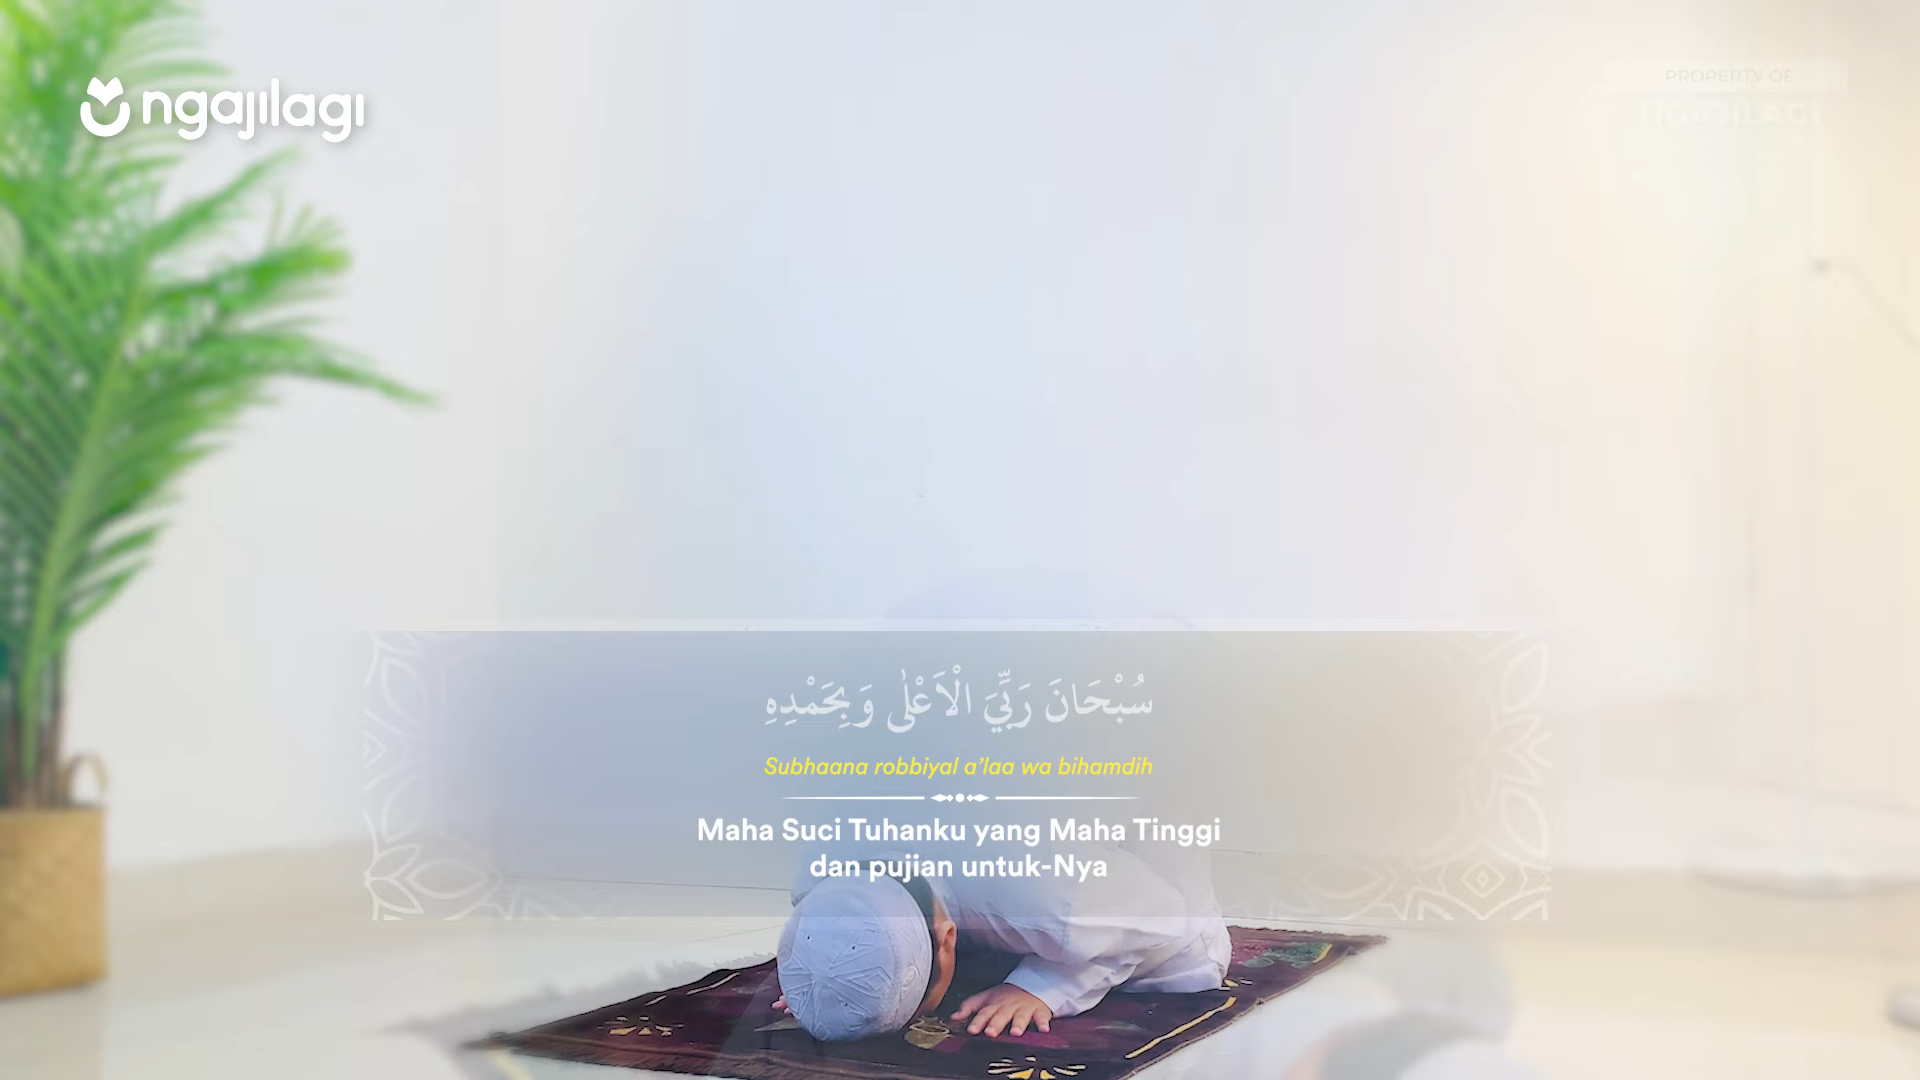 ngajilagi
PROPERTY OF
NGAJILAGI
سُبْحَانَ رَبِّيَ الْاَعْلٰى وَبِحَمْدِهِ
Subhaana robbiyal a'laa wa bihamdih
Maha Suci Tuhanku yang Maha Tinggi
dan pujian untuk-Nya